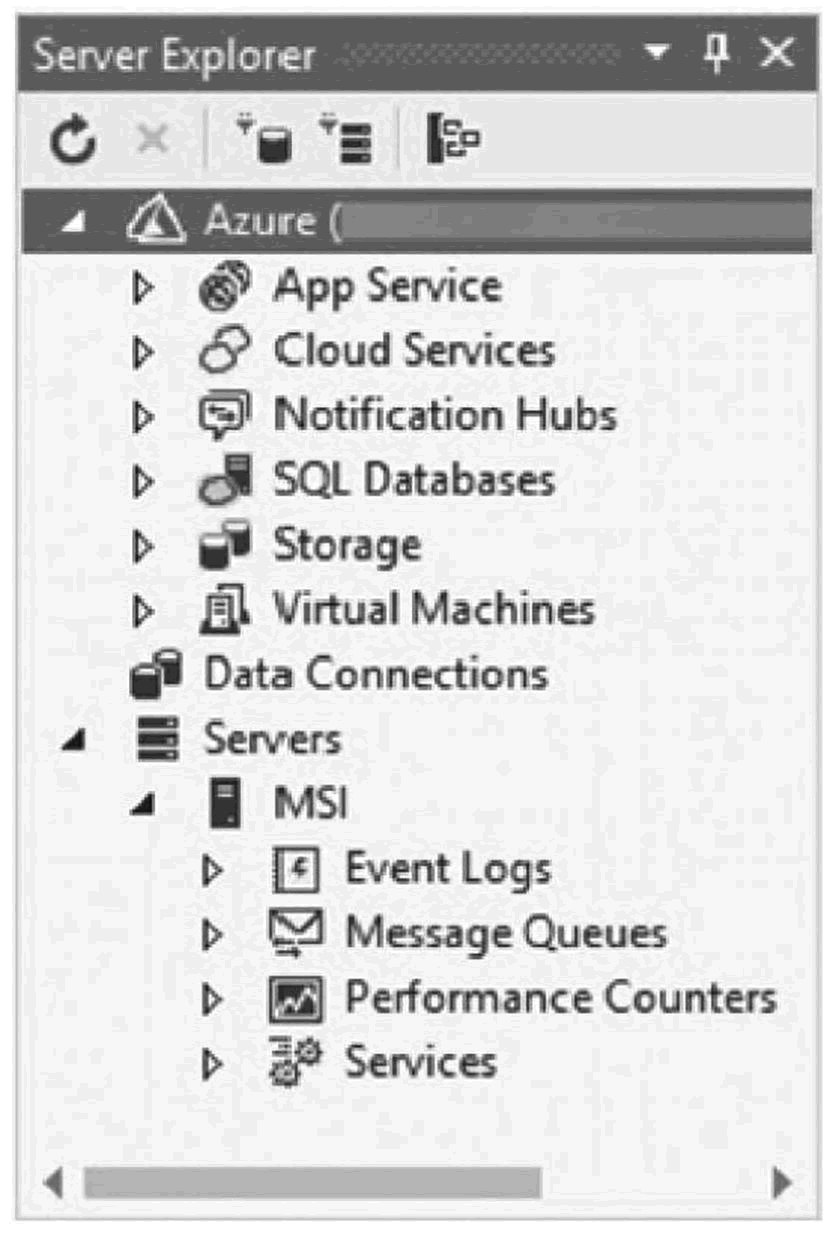 Server Explorer
Azure (
App Service
Cloud Services
Notification Hubs
SQL Databases
Storage
Virtual Machines
Data Connections
Servers
MSI
Event Logs
Message Queues
Performance Counters
Services